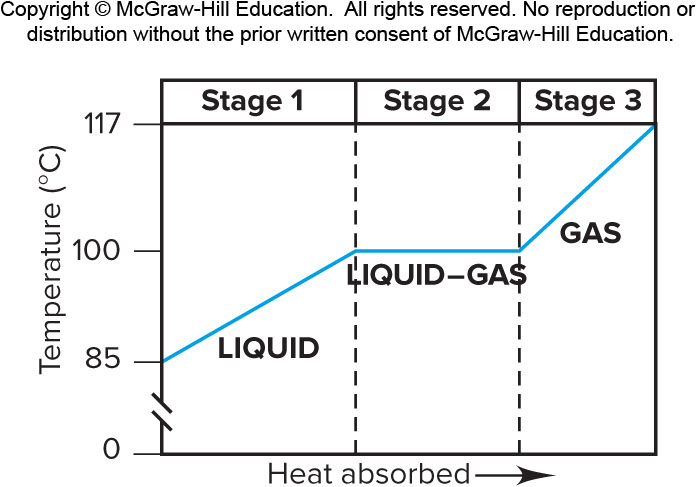 Copyright © McGraw-Hill Education. All rights reserved. No reproduction or
distribution without the prior written consent of McGraw-Hill Education.
Stage 1 Stage 2 Stage 3
117
100
85
0
Temperature (°C)
LIQUID
LIQUID–GAS
GAS
Heat absorbed